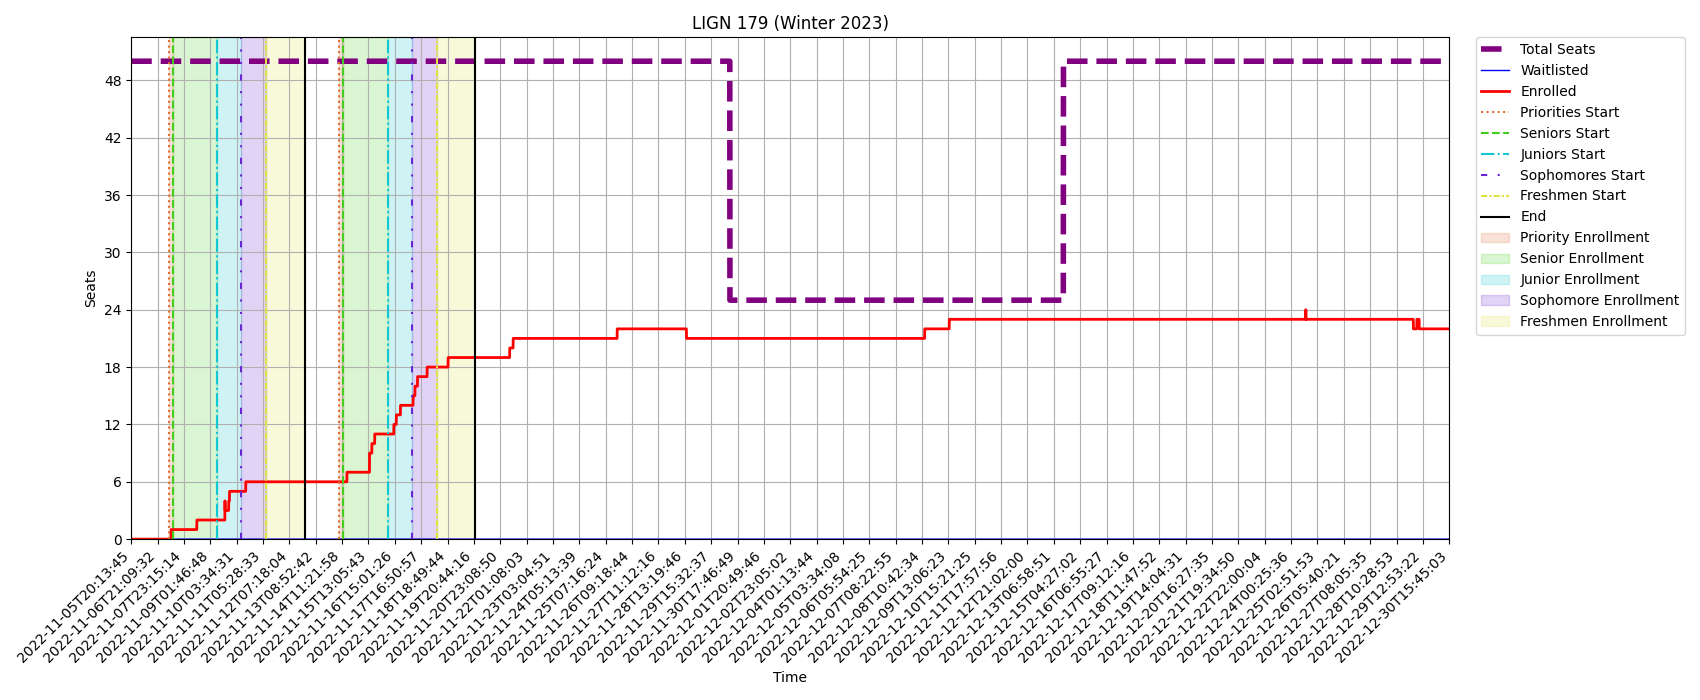 LIGN 179 (Winter 2023)
Seats
48
42
36
30
24
18
12
6
0
2022-11-05T20:13:45
2022-11-06T21:09:32
2022-11-07T23:15:14
2022-11-09T01:46:48
2022-11-10T03:34:31
2022-11-11T05:28:33
2022-11-12T07:18:04
2022-11-13T08:52:42
2022-11-14T11:21:58
2022-11-15T13:05:43
2022-11-16T15:01:26
2022-11-17T16:50:57
2022-11-18T18:49:44
2022-11-19T20:44:16
2022-11-20T23:08:50
2022-11-22T01:08:03
2022-11-23T03:04:51
2022-11-24T05:13:39
2022-11-25T07:16:24
2022-11-26T09:18:44
2022-11-27T11:12:16
2022-11-28T13:19:46
2022-11-29T15:32:37
2022-11-30T17:46:49
2022-12-01T20:49:46
2022-12-02T23:05:02
2022-12-04T01:13:44
2022-12-05T03:34:08
2022-12-06T05:54:25
2022-12-07T08:22:55
2022-12-08T10:42:34
2022-12-09T13:06:23
2022-12-10T15:21:25
2022-12-11T17:57:56
2022-12-12T21:02:00
2022-12-13T06:58:51
2022-12-15T04:27:02
2022-12-16T06:55:27
2022-12-17T09:12:16
2022-12-18T11:47:52
2022-12-19T14:04:31
2022-12-20T16:27:35
2022-12-21T19:34:50
2022-12-22T22:00:04
2022-12-24T00:25:36
2022-12-25T02:51:53
2022-12-26T05:40:21
2022-12-27T08:05:35
2022-12-28T10:28:53
2022-12-29T12:53:22
2022-12-30T15:45:03
Time
Total Seats
Waitlisted
Enrolled
Priorities Start
Seniors Start
Juniors Start
Sophomores Start
Freshmen Start
End
Priority Enrollment
Senior Enrollment
Junior Enrollment
Sophomore Enrollment
Freshmen Enrollment